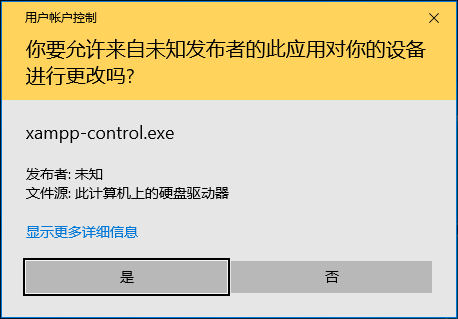 用户帐户控制
你要允许来自未知发布者的此应用对你的设备
进行更改吗?
xampp-control.exe
发布者: 未知
文件源: 此计算机上的硬盘驱动器
显示更多详细信息
是
否